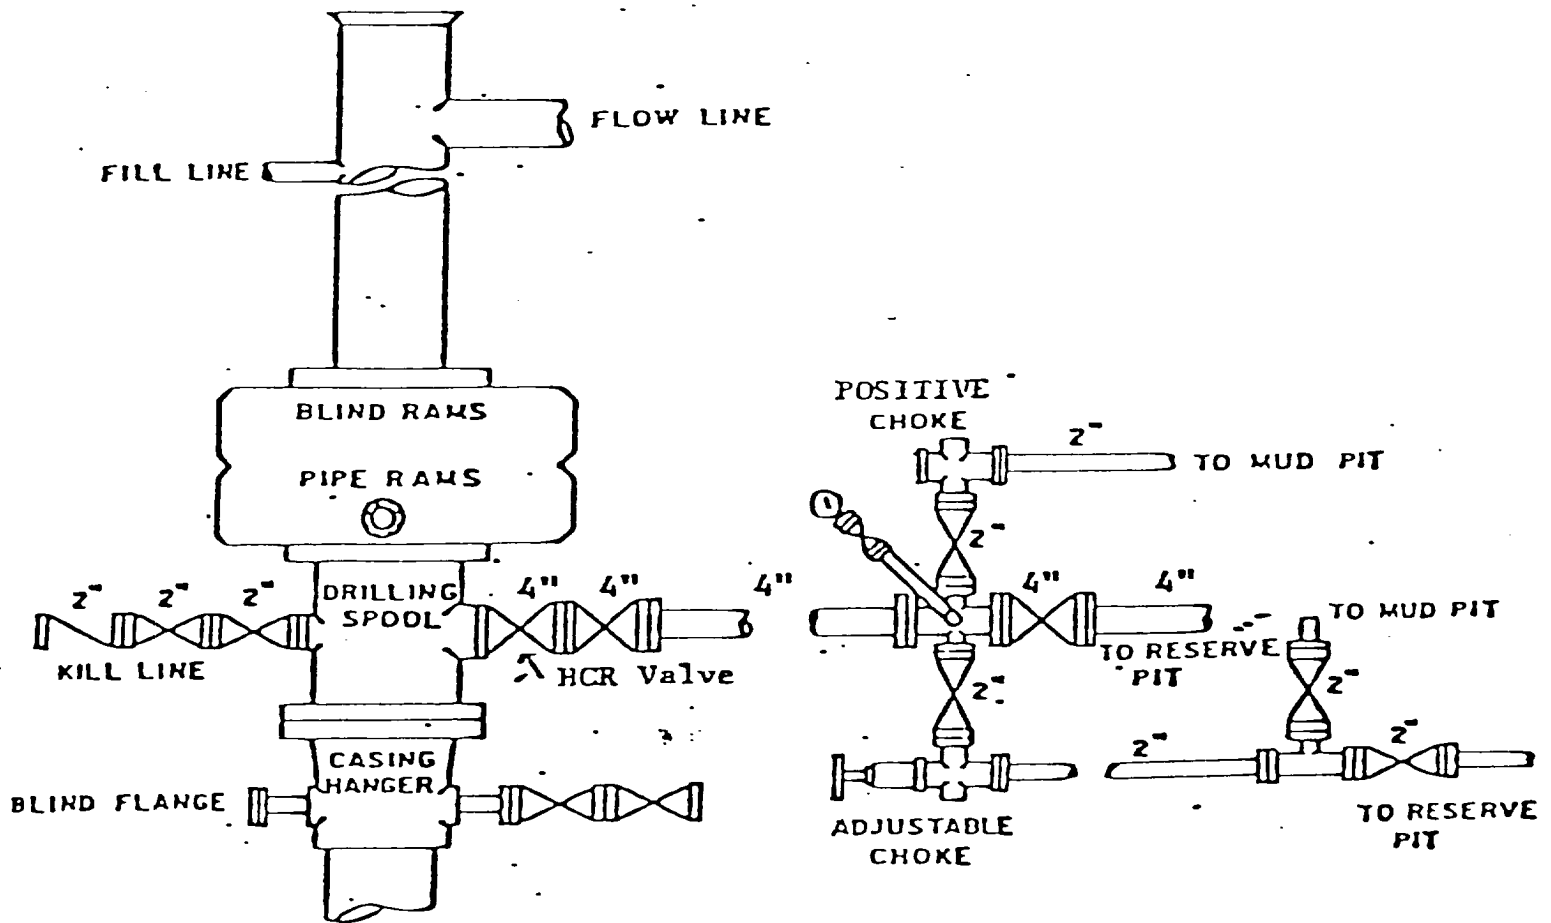 FLOW LINE
FILL LINE
BLIND RAMS
PIPE RAMS
DRILLING
SPOOL
2"
2"
2"
KILL LINE
4"
4"
4"
HCR Valve
CASING
HANGER
BLIND FLANGE
POSITIVE
CHOKE
2"
TO MUD PIT
2"
4"
4"
TO RESERVE
PIT
2"
ADJUSTABLE
CHOKE
TO MUD PIT
2"
2"
2"
TO RESERVE
PIT